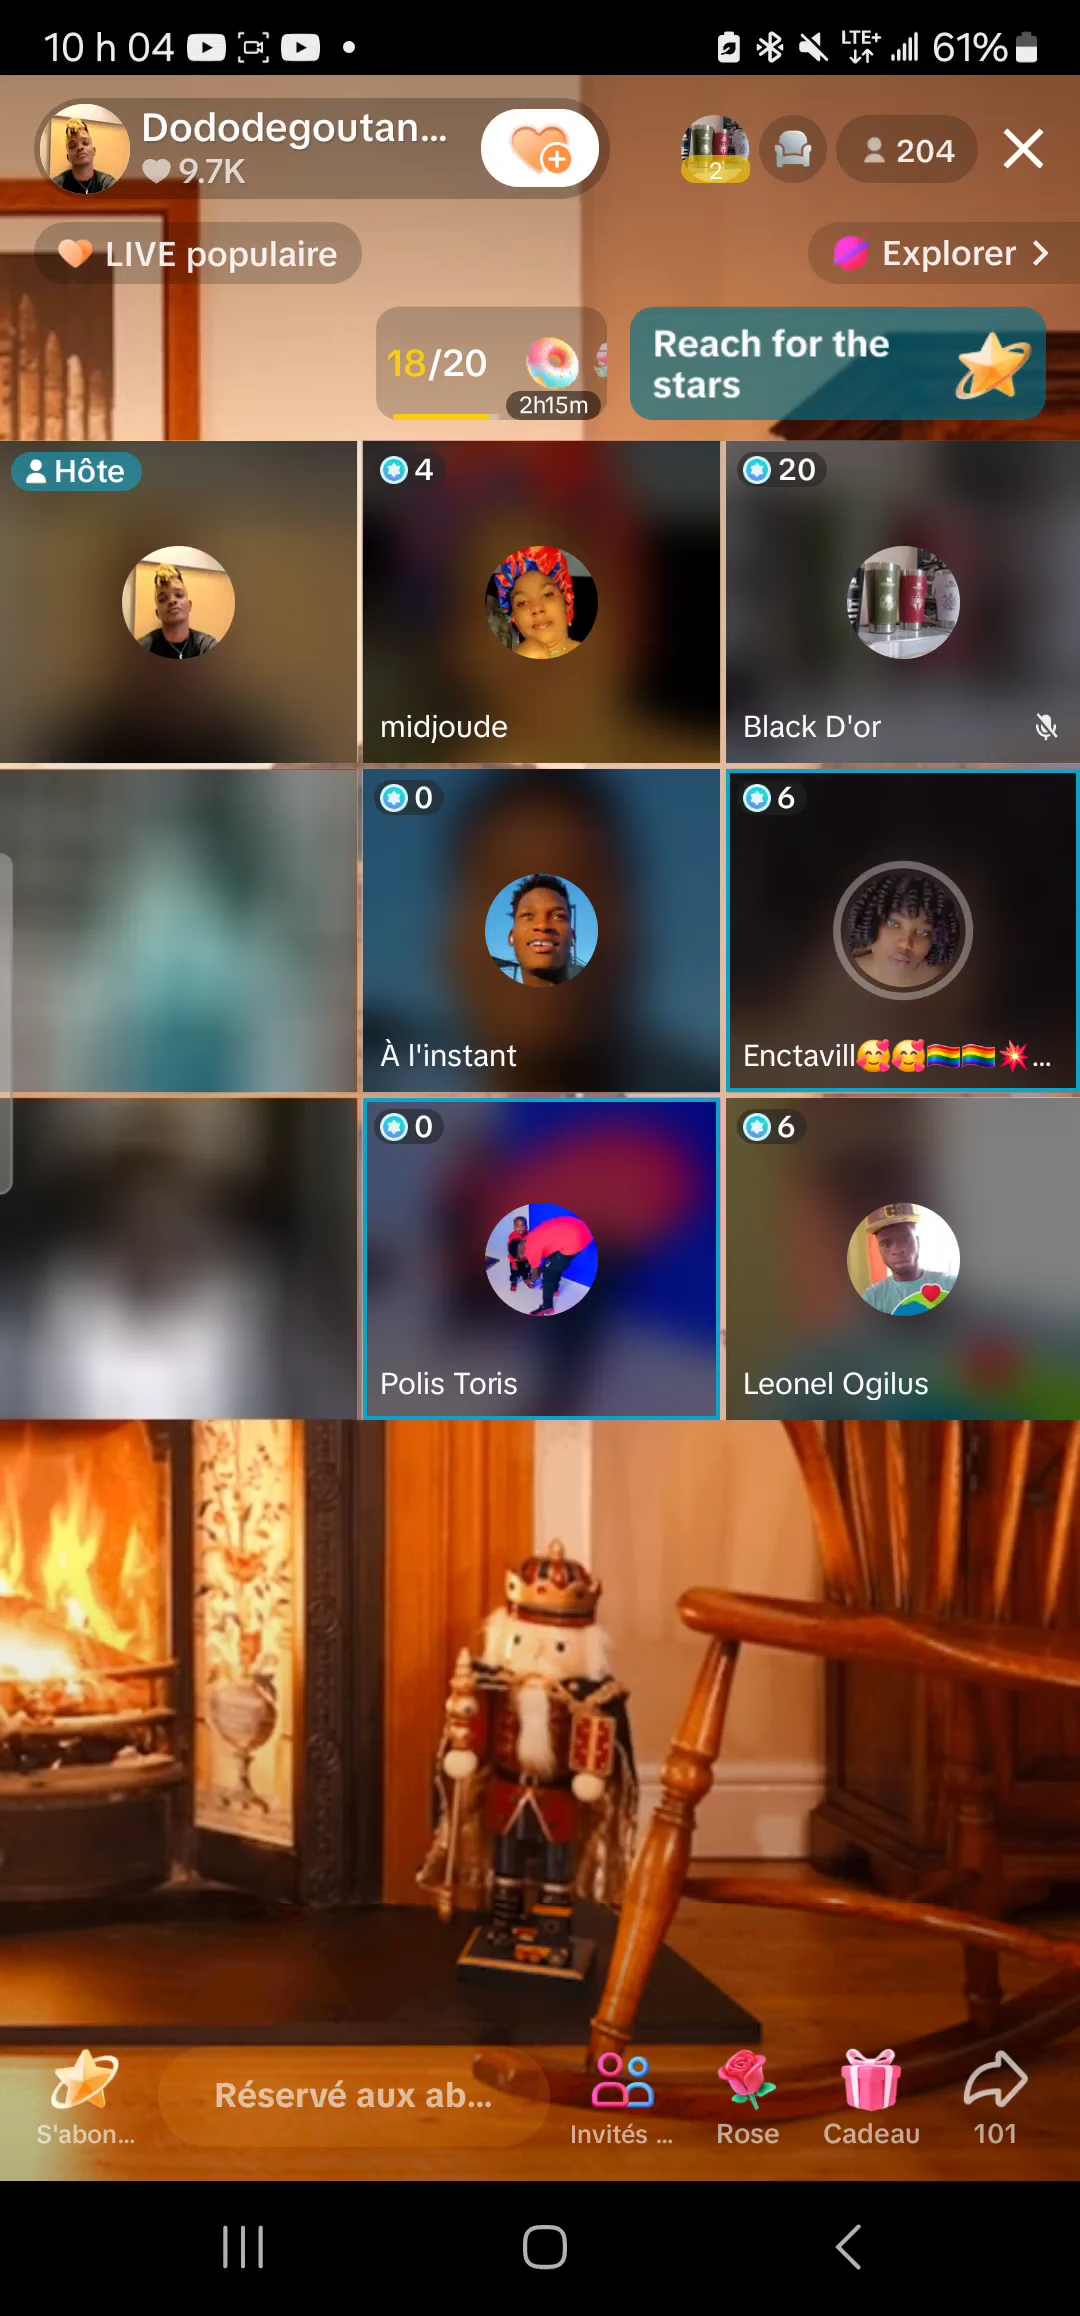 10 h 04
LTE+
61%
Dododegoutan...
9.7K
2
204
LIVE populaire
Explorer
18/20
2h15m
Reach for the
stars
Hôte
4
20
midjoude
Black D'or
0
6
À l'instant
Enctavill🥰🥰🏳️‍🌈🏳️‍🌈💥...
0
6
Polis Toris
Leonel Ogilus
Réservé aux ab...
S'abon...
Invités ...
Rose
Cadeau
101